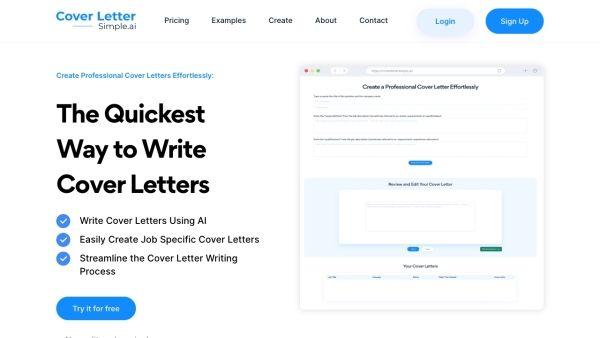 Cover Letter
Simple.ai
Pricing
Examples
Create
About
Contact
Login
Sign Up
Create Professional Cover Letters Effortlessly:
The Quickest
Way to Write
Cover Letters
Write Cover Letters Using AI
Easily Create Job Specific Cover Letters
Streamline the Cover Letter Writing
Process
Try it for free
Create a Professional Cover Letter Effortlessly
Review and Edit Your Cover Letter
Your Cover Letters